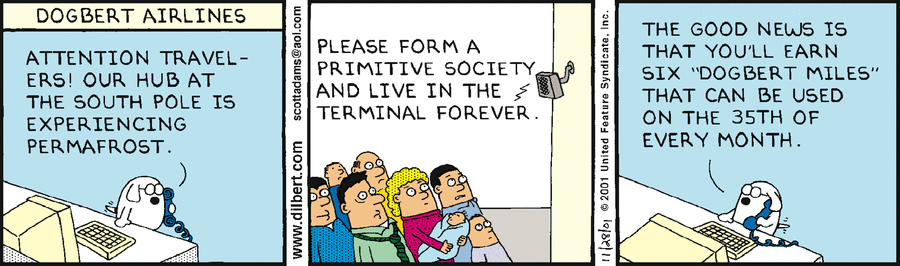 DOGBERT AIRLINES
ATTENTION TRAVEL-
ERS! OUR HUB AT
THE SOUTH POLE IS
EXPERIENCING
PERMAFROST.
www.dilbert.com
scottadams@aol.com
PLEASE FORM A
PRIMITIVE SOCIETY
AND LIVE IN THE
TERMINAL FOREVER.
11/28/01 © 2001 United Feature Syndicate, Inc.
THE GOOD NEWS IS
THAT YOU'LL EARN
SIX "DOGBERT MILES"
THAT CAN BE USED
ON THE 35TH OF
EVERY MONTH.